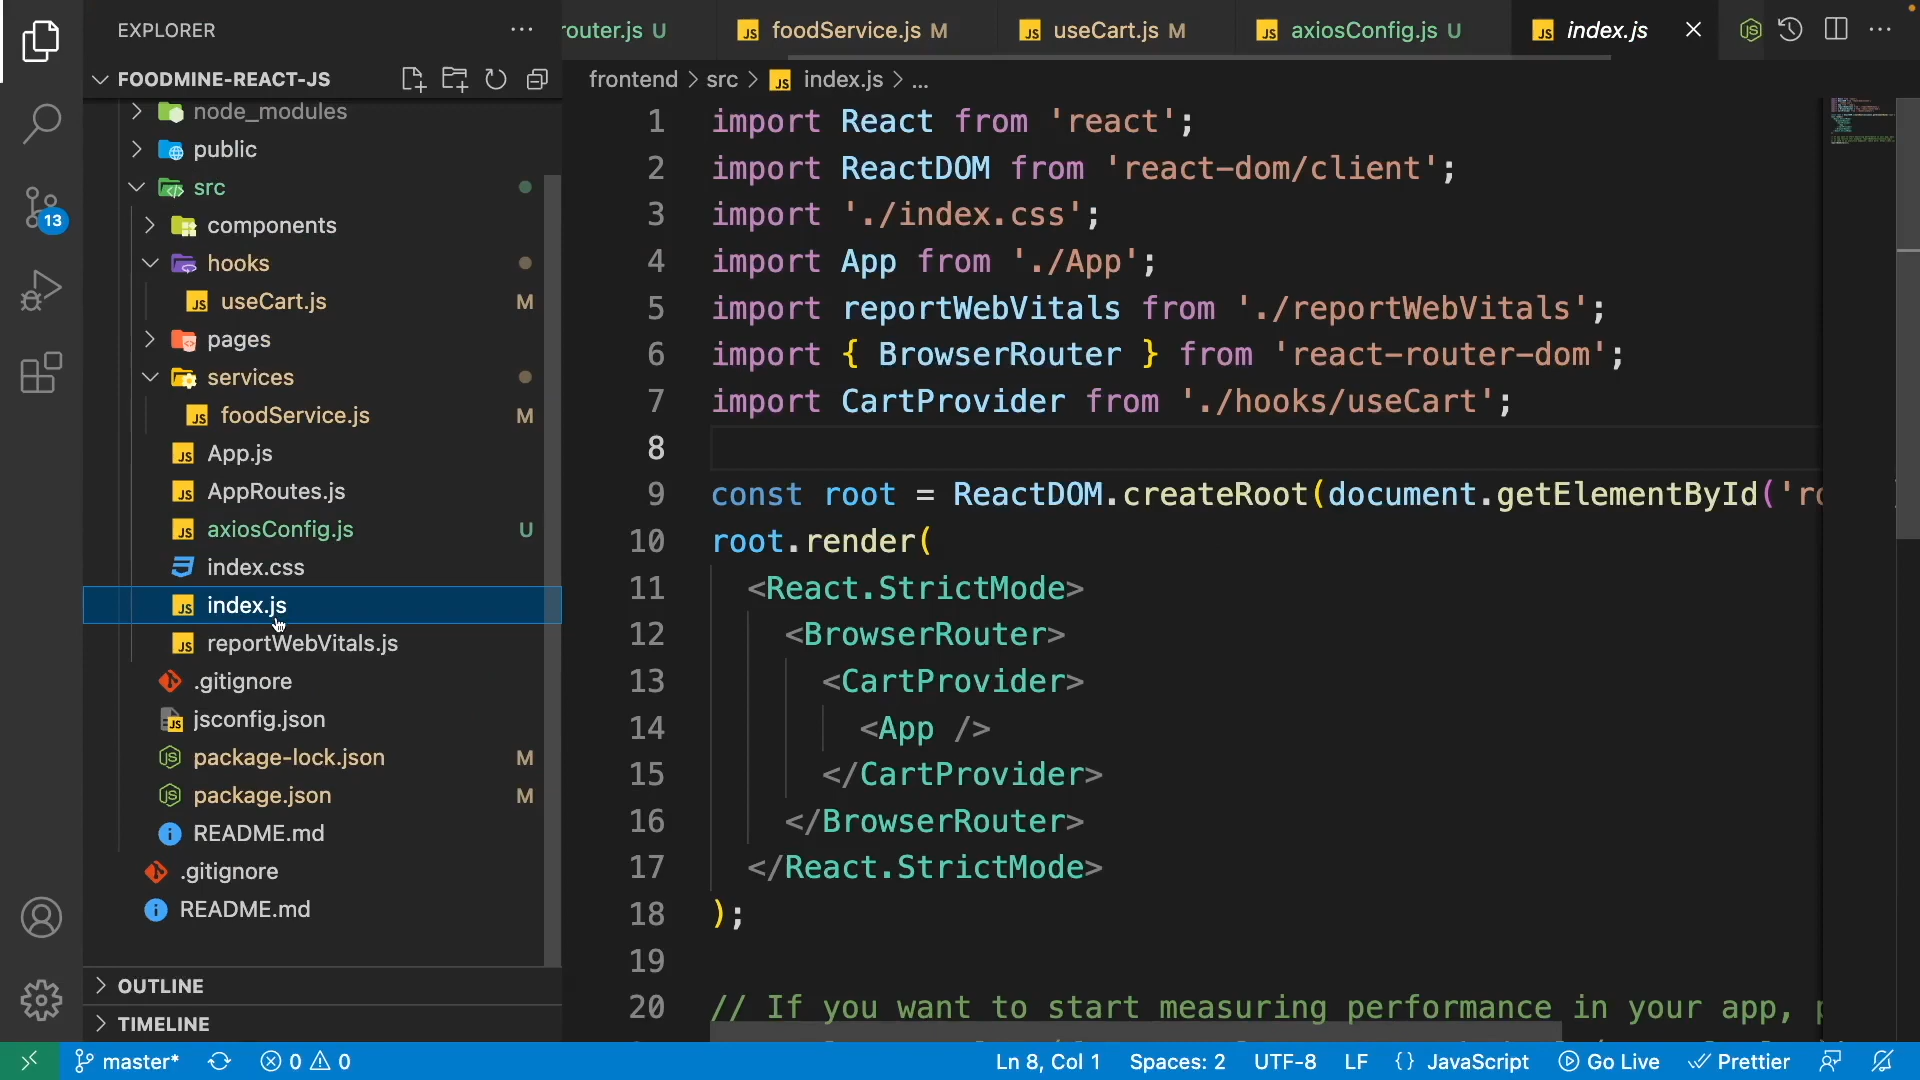 EXPLORER
router.js U
foodService.js M
useCart.js M
axiosConfig.js U
index.js
FOODMINE-REACT-JS
frontend > src > JS index.js > ...
node_modules
public
src
components
hooks
useCart.js M
pages
services
foodService.js M
App.js
AppRoutes.js
axiosConfig.js U
index.css
index.js
reportWebVitals.js
.gitignore
jsconfig.json
package-lock.json M
package.json M
README.md
.gitignore
README.md
OUTLINE
TIMELINE
13
1 import React from 'react';
2 import ReactDOM from 'react-dom/client';
3 import './index.css';
4 import App from './App';
5 import reportWebVitals from './reportWebVitals';
6 import { BrowserRouter } from 'react-router-dom';
7 import CartProvider from './hooks/useCart';
8
9 const root = ReactDOM.createRoot(document.getElementById('ro
10 root.render(
11 <React.StrictMode>
12 <BrowserRouter>
13 <CartProvider>
14 <App />
15 </CartProvider>
16 </BrowserRouter>
17 </React.StrictMode>
18 );
19
20 // If you want to start measuring performance in your app, p
master* 0 0 Ln 8, Col 1 Spaces: 2 UTF-8 LF {} JavaScript Go Live Prettier